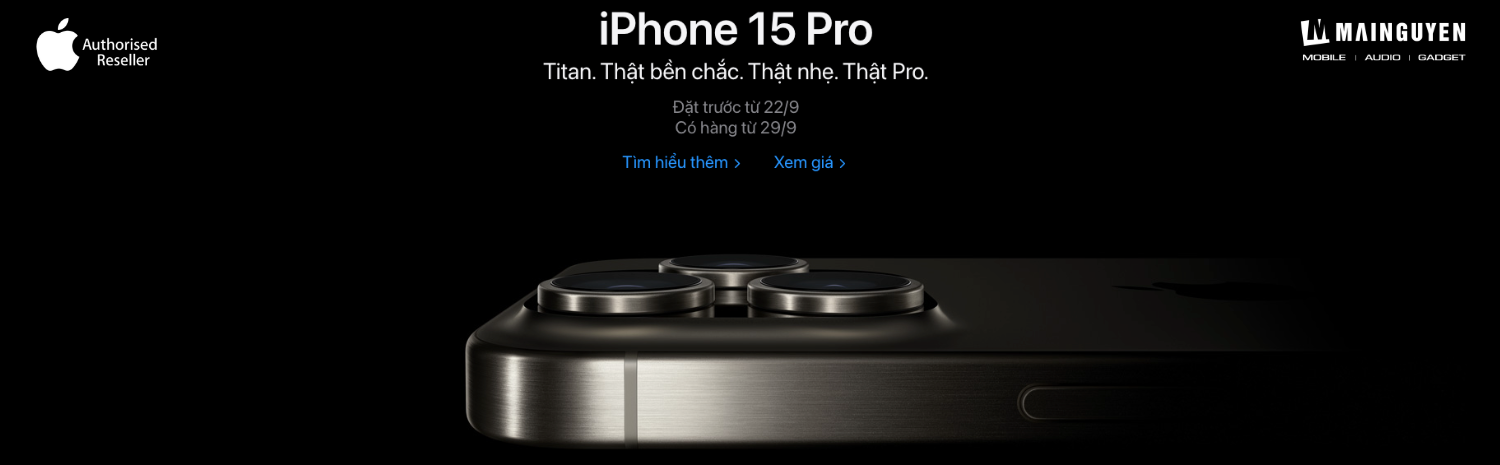 Authorised
Reseller
iPhone 15 Pro
Titan. Thật bền chắc. Thật nhẹ. Thật Pro.
Đặt trước từ 22/9
Có hàng từ 29/9
Tìm hiểu thêm >
Xem giá >
MAINGUYEN
MOBILE | AUDIO | GADGET